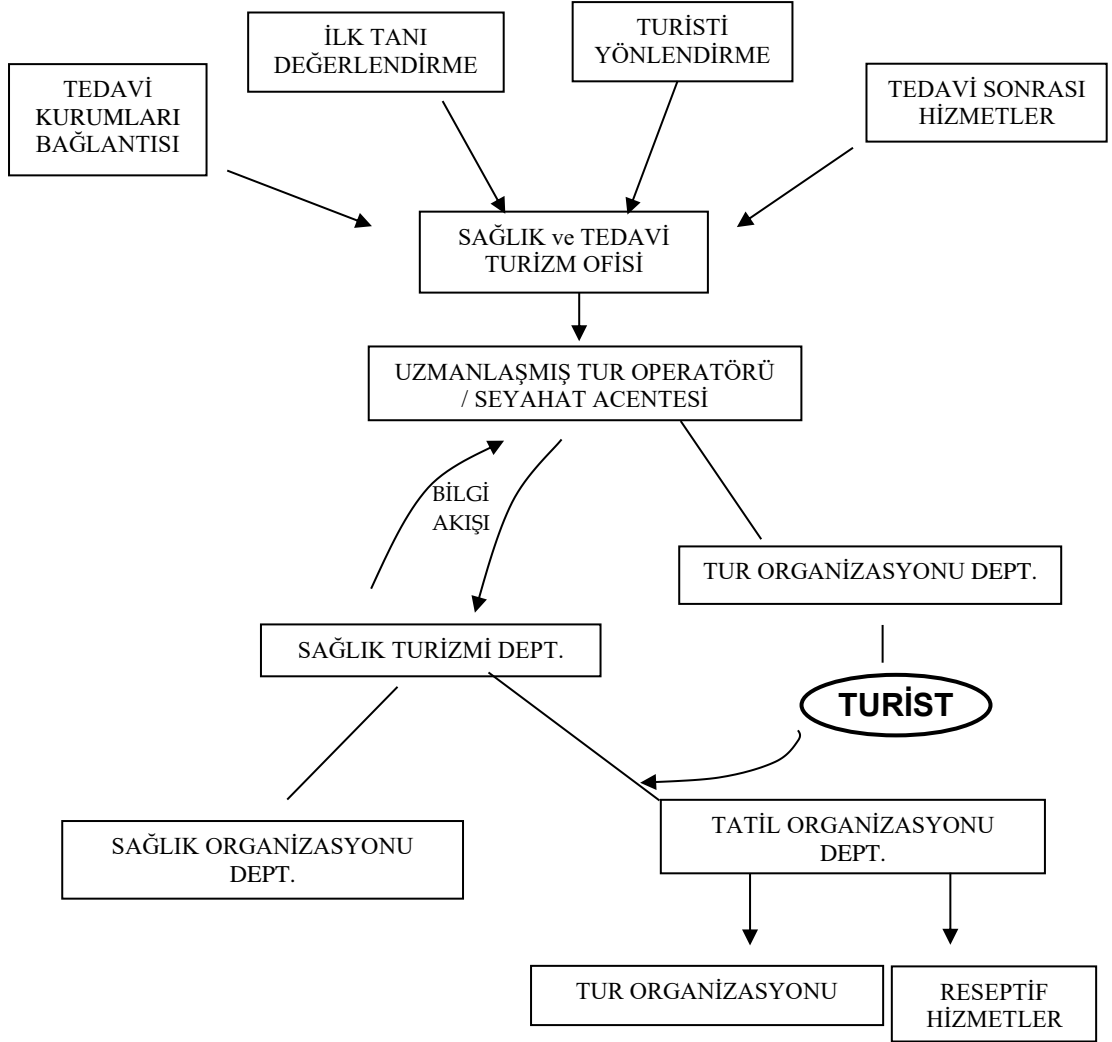 İLK TANI
DEĞERLENDİRME
TURİSTİ
YÖNLENDİRME
TEDAVİ
KURUMLARI
BAĞLANTISI
TEDAVİ SONRASI
HİZMETLER
SAĞLIK ve TEDAVİ
TURİZM OFİSİ
UZMANLAŞMIŞ TUR OPERATÖRÜ
/ SEYAHAT ACENTESİ
BİLGİ
AKIŞI
TUR ORGANİZASYONU DEPT.
SAĞLIK TURİZMİ DEPT.
TURİST
SAĞLIK ORGANİZASYONU
DEPT.
TATİL ORGANİZASYONU
DEPT.
TUR ORGANİZASYONU
RESEPTİF
HİZMETLER